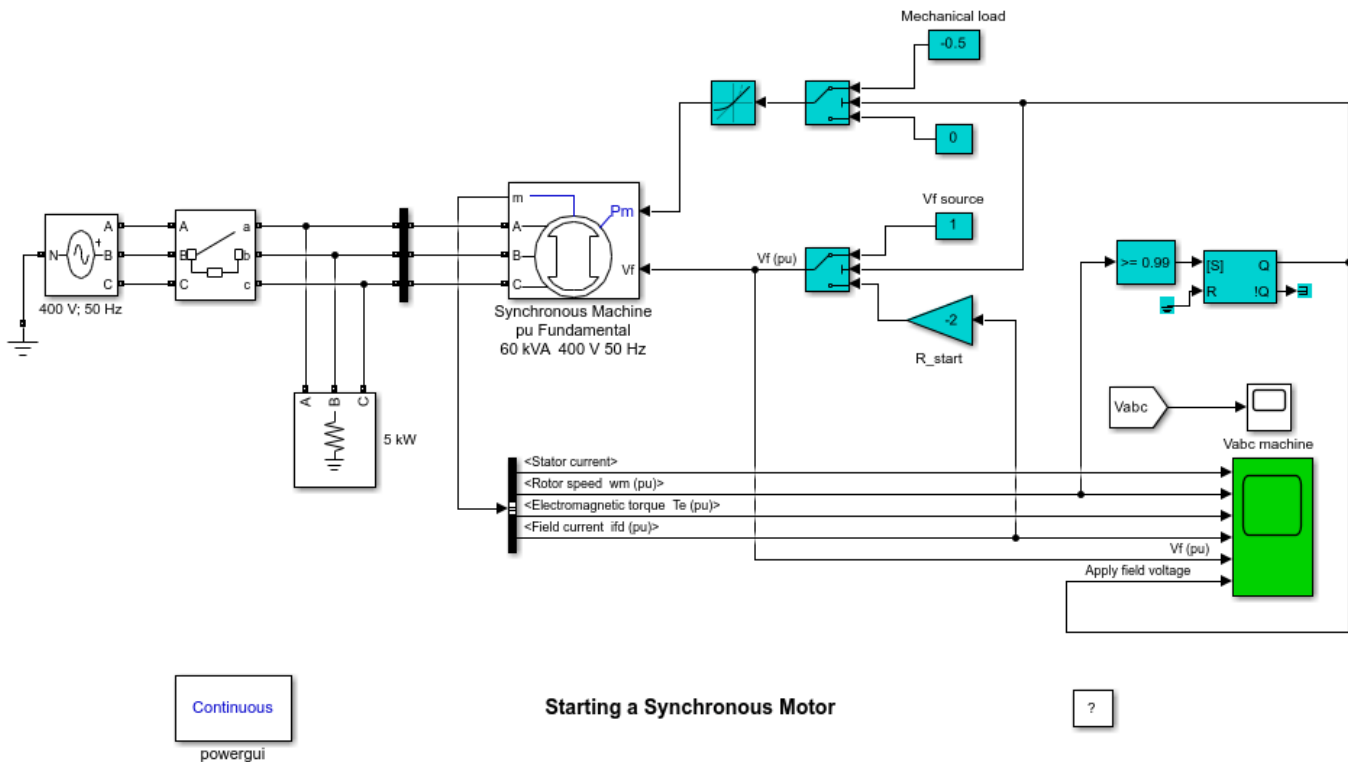 Mechanical load
-0.5
0
Vf source
1
m
Pm
A
B
C
Vf
Vf (pu)
N
A
B
C
+
400 V; 50 Hz
A
B
C
a
b
c
Synchronous Machine
pu Fundamental
60 kVA 400 V 50 Hz
-2
R_start
>= 0.99
[S]
R
Q
!Q
A
B
C
5 kW
Vabc
Vabc machine
<Stator current>
<Rotor speed wm (pu)>
<Electromagnetic torque Te (pu)>
<Field current ifd (pu)>
Vf (pu)
Apply field voltage
Continuous
powergui
Starting a Synchronous Motor
?